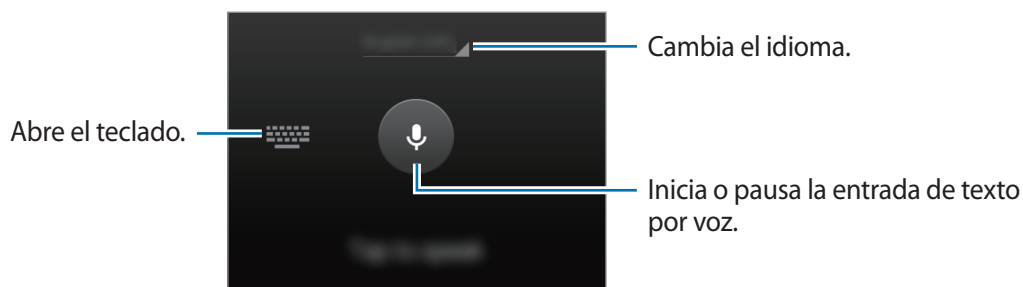 Cambia el idioma.
Abre el teclado.
Inicia o pausa la entrada de texto
por voz.